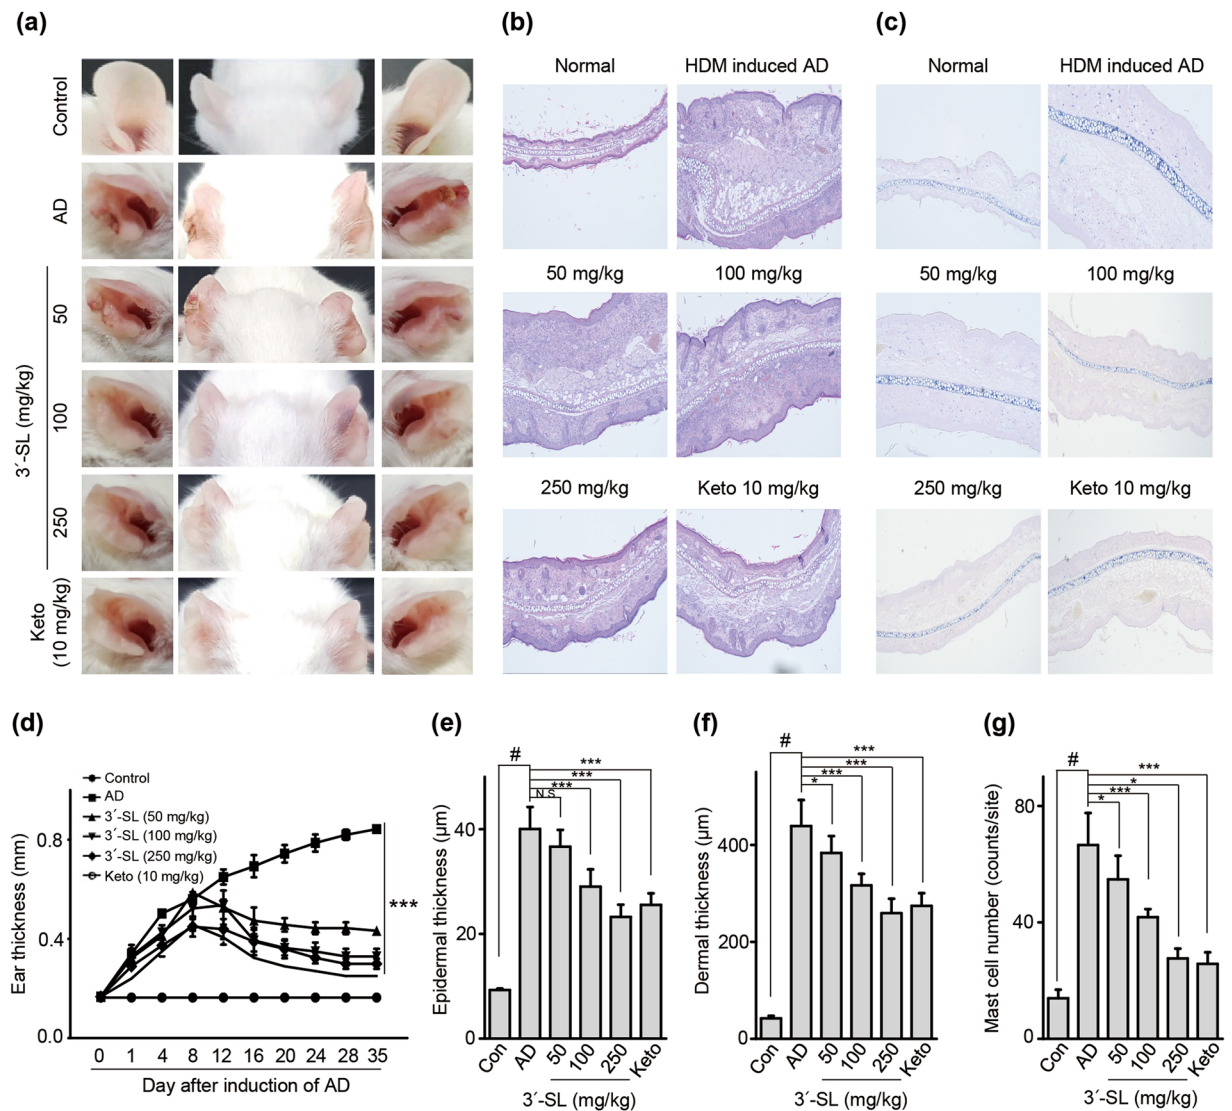 (a)
Control
AD
50
100
250
3´-SL (mg/kg)
Keto
(10 mg/kg)
(b)
Normal
HDM induced AD
50 mg/kg
100 mg/kg
250 mg/kg
Keto 10 mg/kg
(c)
Normal
HDM induced AD
50 mg/kg
100 mg/kg
250 mg/kg
Keto 10 mg/kg
(d)
Control
AD
3´-SL (50 mg/kg)
3´-SL (100 mg/kg)
3´-SL (250 mg/kg)
Keto (10 mg/kg)
Ear thickness (mm)
0.8
0.4
0.0
***
0 1 4 8 12 16 20 24 28 35
Day after induction of AD
(e)
#
***
***
***
N.S
Epidermal thickness (µm)
40
20
0
Con AD 50 100 250 Keto
3´-SL (mg/kg)
(f)
#
***
***
***
*
Dermal thickness (µm)
400
200
0
Con AD 50 100 250 Keto
3´-SL (mg/kg)
(g)
#
***
*
***
*
Mast cell number (counts/site)
80
40
0
Con AD 50 100 250 Keto
3´-SL (mg/kg)